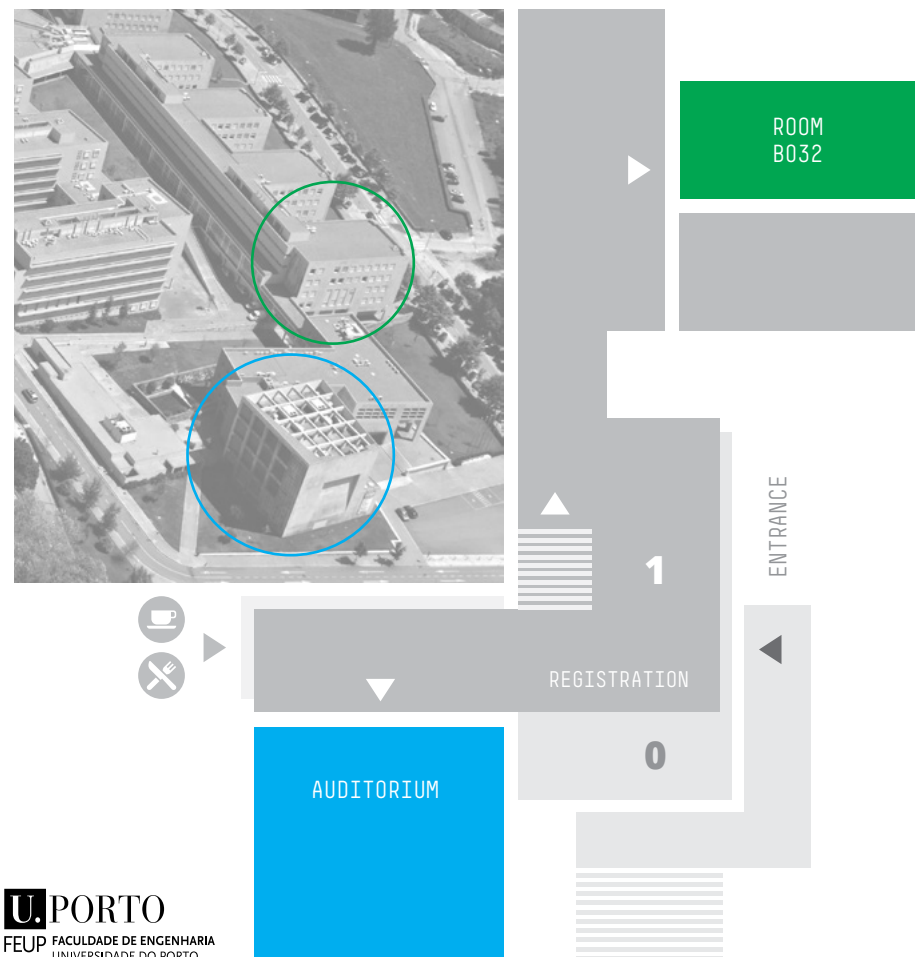 ROOM
B032
ENTRANCE
1
REGISTRATION
0
AUDITORIUM
U.PORTO
FEUP FACULDADE DE ENGENHARIA
UNIVERSIDADE DO PORTO